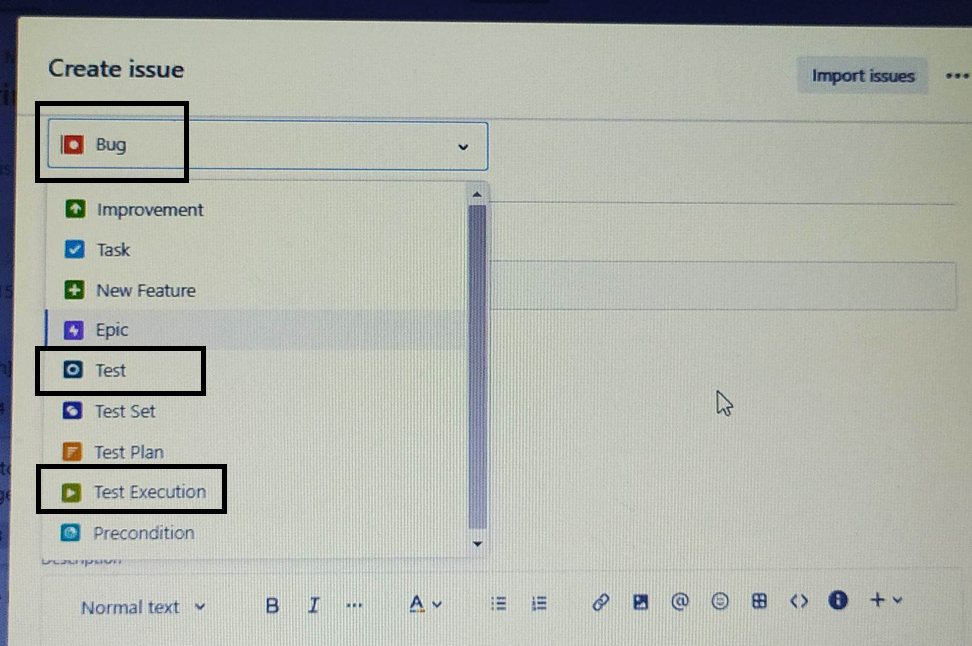 Create issue
Import issues
Bug
Improvement
Task
New Feature
Epic
Test
Test Set
Test Plan
Test Execution
Precondition
Description
Normal text
B I ... A